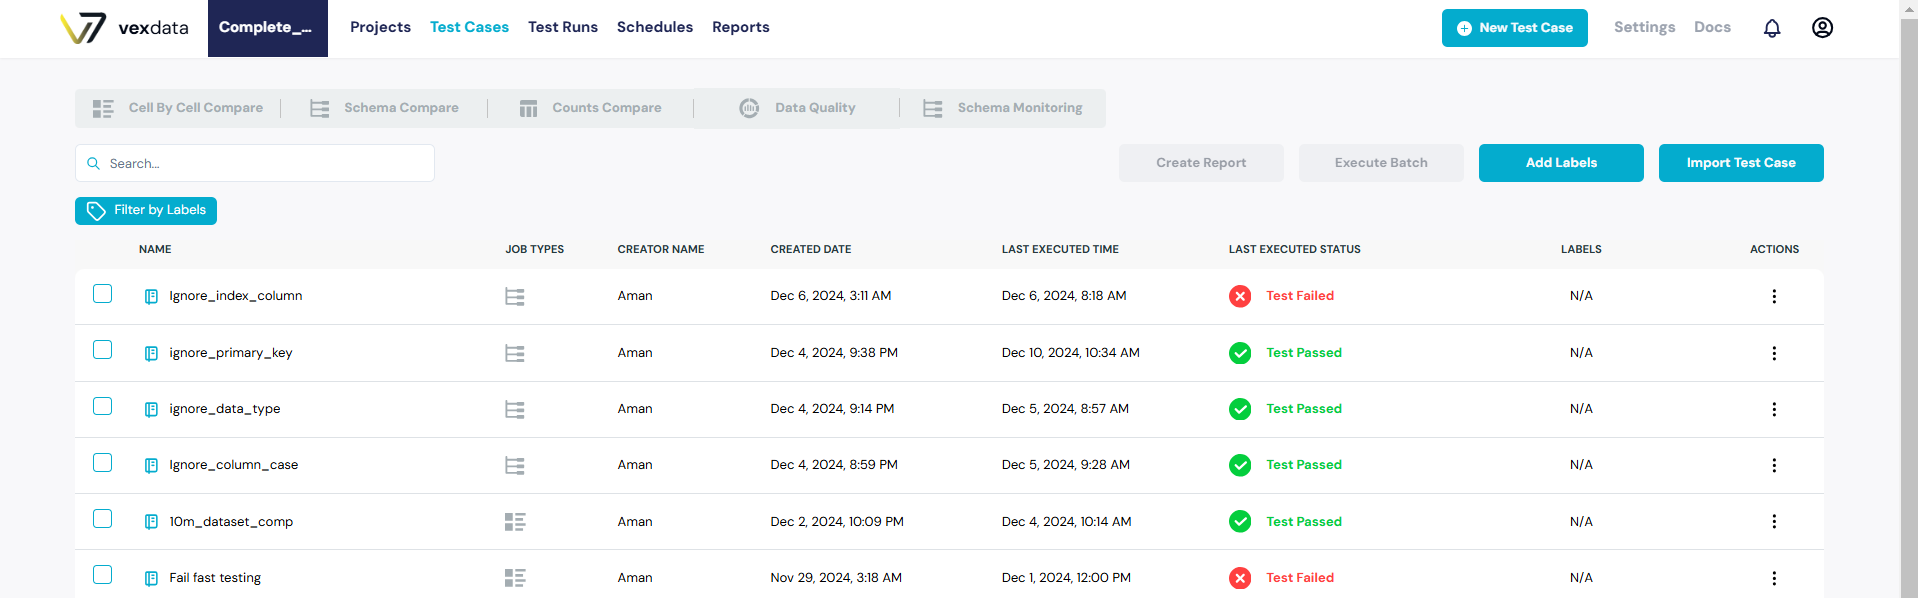 vexdata Complete_... Projects Test Cases Test Runs Schedules Reports New Test Case Settings Docs
Cell By Cell Compare Schema Compare Counts Compare Data Quality Schema Monitoring
Search... Create Report Execute Batch Add Labels Import Test Case
Filter by Labels
NAME JOB TYPES CREATOR NAME CREATED DATE LAST EXECUTED TIME LAST EXECUTED STATUS LABELS ACTIONS
Ignore_index_column Aman Dec 6, 2024, 3:11 AM Dec 6, 2024, 8:18 AM Test Failed N/A
ignore_primary_key Aman Dec 4, 2024, 9:38 PM Dec 10, 2024, 10:34 AM Test Passed N/A
ignore_data_type Aman Dec 4, 2024, 9:14 PM Dec 5, 2024, 8:57 AM Test Passed N/A
Ignore_column_case Aman Dec 4, 2024, 8:59 PM Dec 5, 2024, 9:28 AM Test Passed N/A
10m_dataset_comp Aman Dec 2, 2024, 10:09 PM Dec 4, 2024, 10:14 AM Test Passed N/A
Fail fast testing Aman Nov 29, 2024, 3:18 AM Dec 1, 2024, 12:00 PM Test Failed N/A